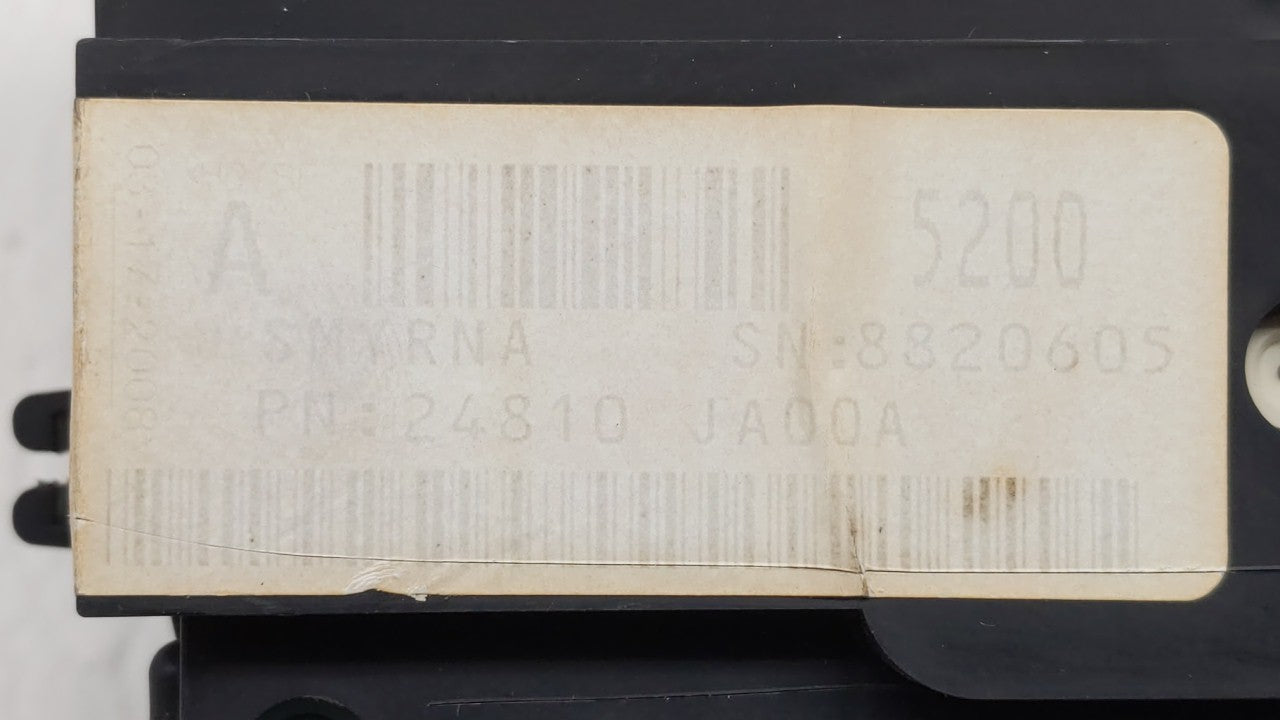 A
5200
SMYRNA SN:8820605
PN: 24810 JA00A
03-17-2008